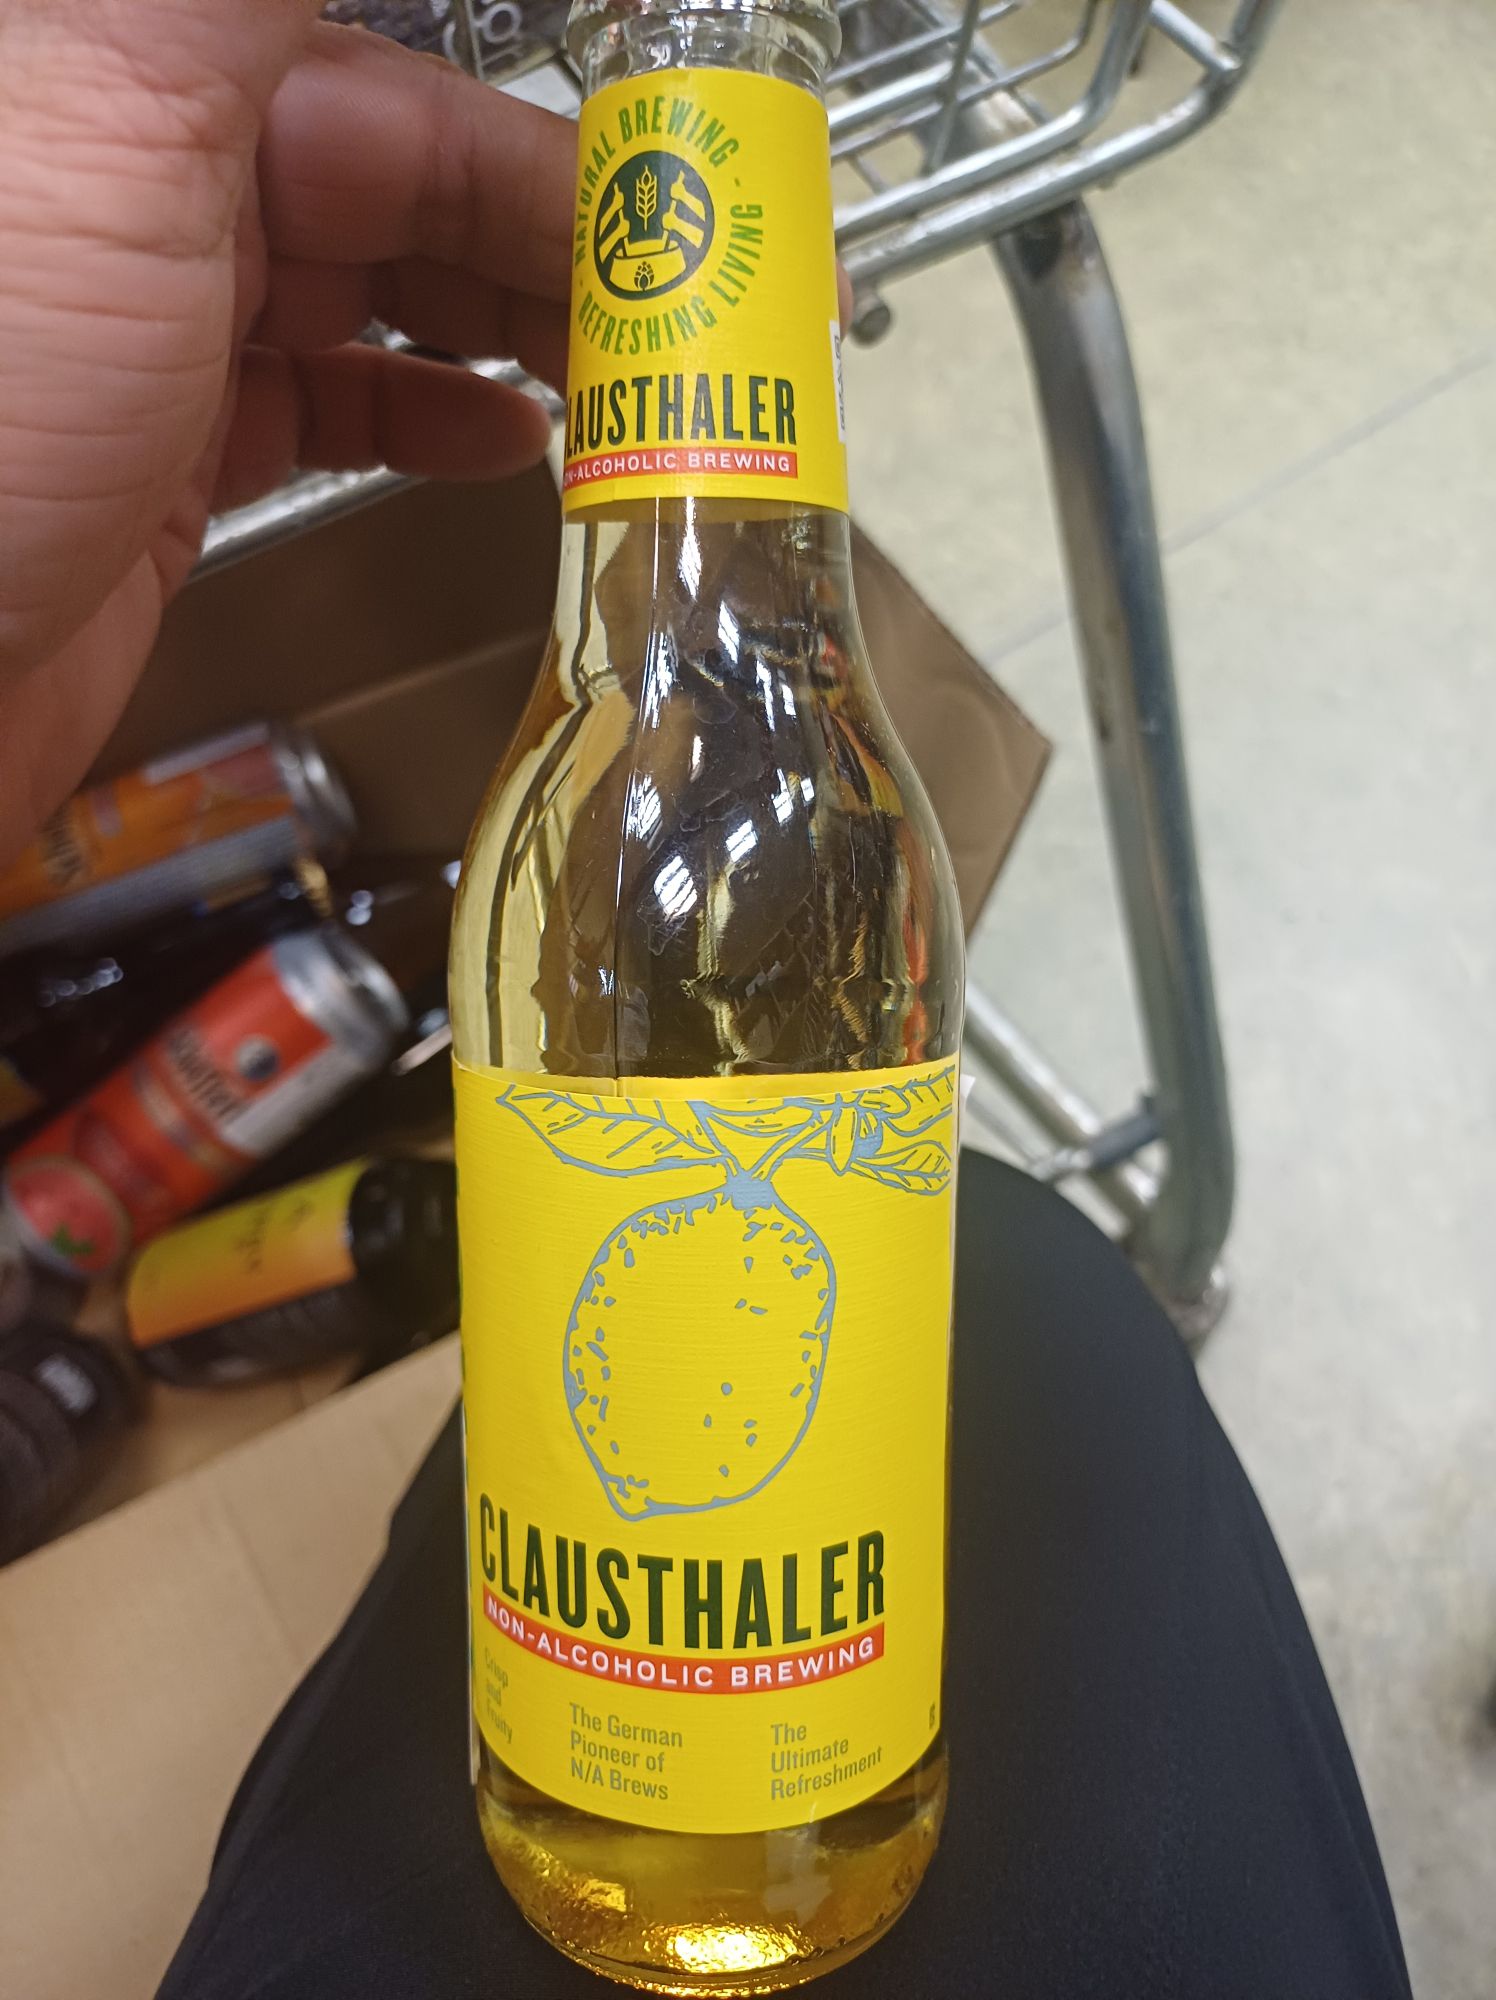 NATURAL BREWING - REFRESHING LIVING -
CLAUSTHALER
NON-ALCOHOLIC BREWING
CLAUSTHALER
NON-ALCOHOLIC BREWING
Crisp
and
Fruity
The German
Pioneer of
N/A Brews
The
Ultimate
Refreshment